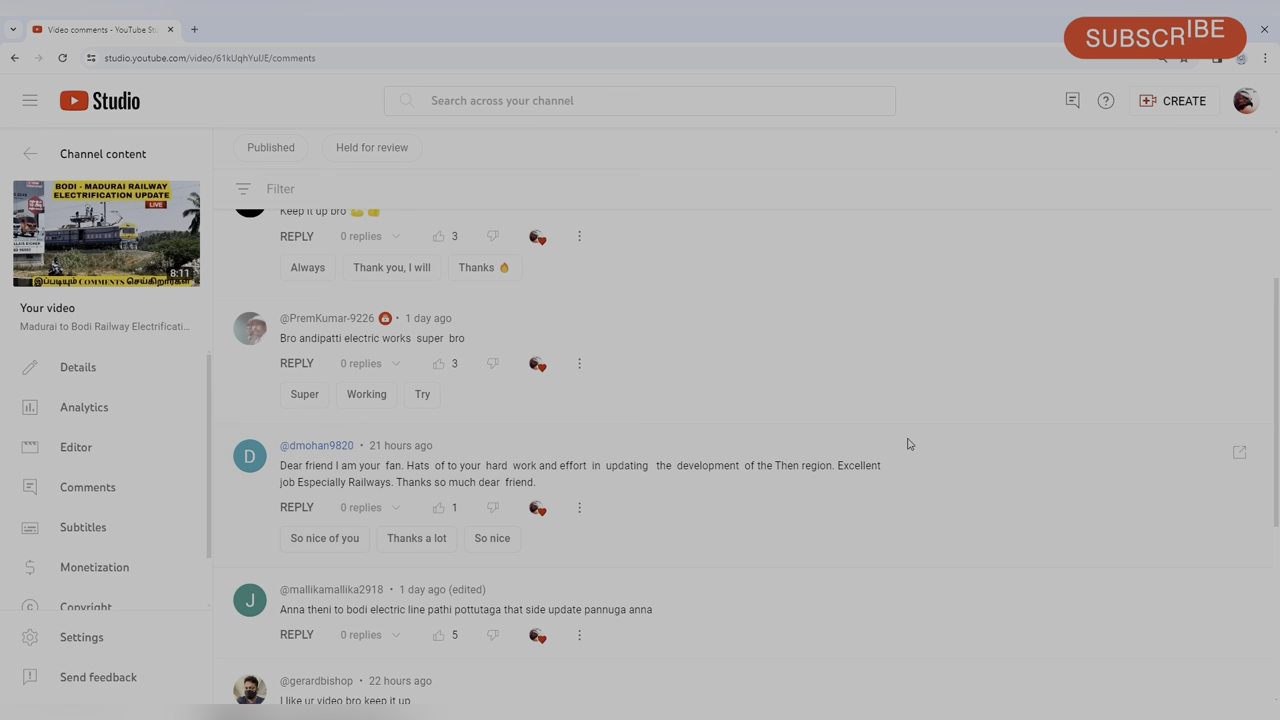 Video comments - YouTube St
SUBSCRIBE
studio.youtube.com/video/61kUqhYulJE/comments
Studio
Search across your channel
CREATE
Channel content
Published
Held for review
Filter
BODI - MADURAI RAILWAY
ELECTRIFICATION UPDATE
LIVE
8:11
இப்படியும் COMMENTS செய்கிறார்கள்
Your video
Madurai to Bodi Railway Electrificati...
Details
Analytics
Editor
Comments
Subtitles
Monetization
Copyright
Settings
Send feedback
Keep it up bro
REPLY 0 replies 3
Always Thank you, I will Thanks 🔥
@PremKumar-9226 • 1 day ago
Bro andipatti electric works super bro
REPLY 0 replies 3
Super Working Try
@dmohan9820 • 21 hours ago
D
Dear friend I am your fan. Hats of to your hard work and effort in updating the development of the Then region. Excellent
job Especially Railways. Thanks so much dear friend.
REPLY 0 replies 1
So nice of you Thanks a lot So nice
@mallikamallika2918 • 1 day ago (edited)
J
Anna theni to bodi electric line pathi pottutaga that side update pannuga anna
REPLY 0 replies 5
@gerardbishop • 22 hours ago
I like ur video bro keep it up